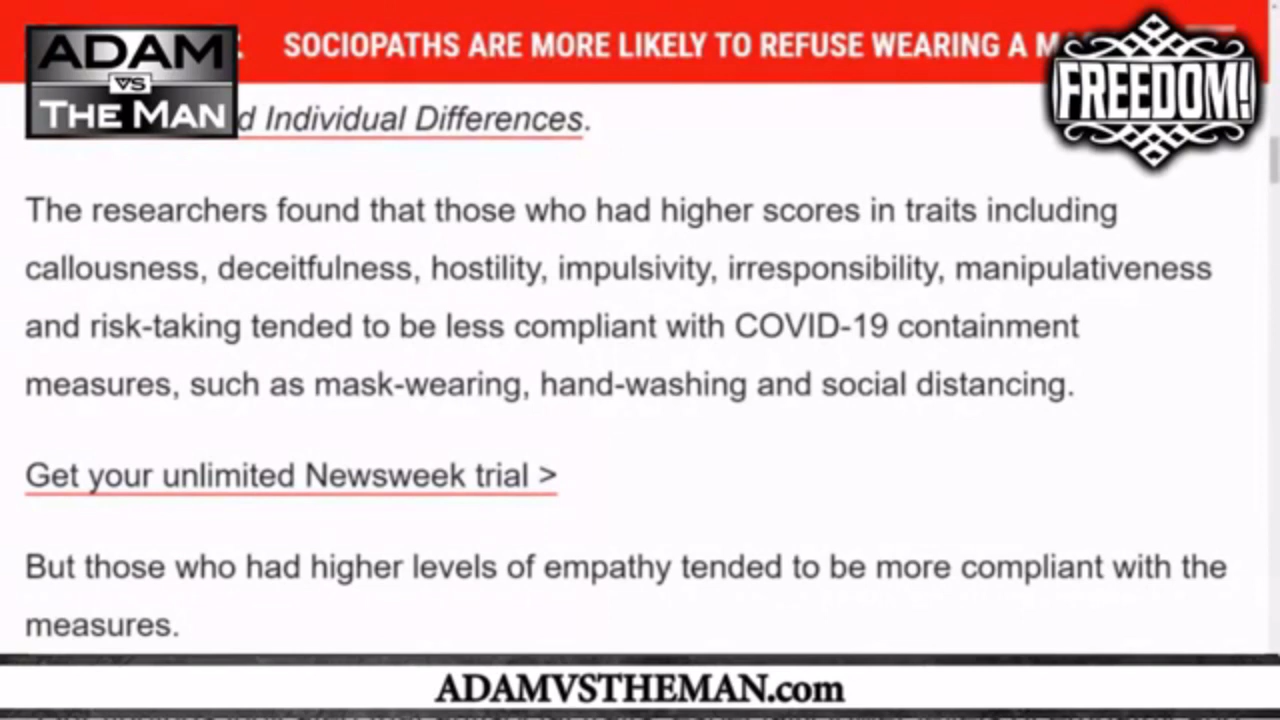 ADAM
VS
THE MAN
SOCIOPATHS ARE MORE LIKELY TO REFUSE WEARING A
FREEDOM!
Individual Differences.
The researchers found that those who had higher scores in traits including
callousness, deceitfulness, hostility, impulsivity, irresponsibility, manipulativeness
and risk-taking tended to be less compliant with COVID-19 containment
measures, such as mask-wearing, hand-washing and social distancing.
Get your unlimited Newsweek trial >
But those who had higher levels of empathy tended to be more compliant with the
measures.
ADAMVSTHEMAN.com